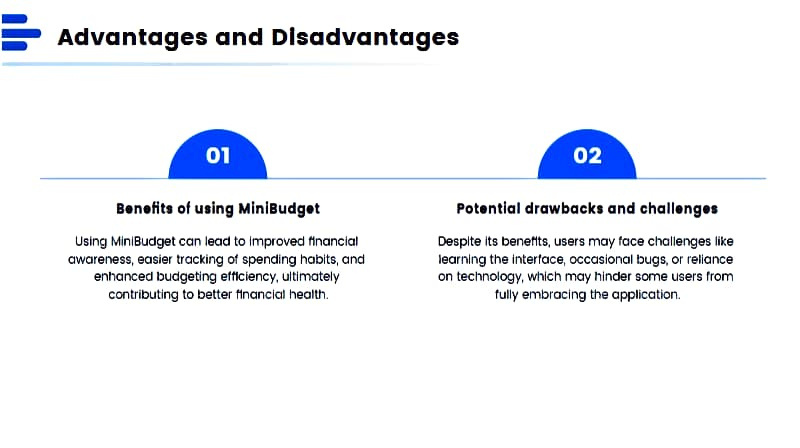 Advantages and Disadvantages
01
Benefits of using MiniBudget
Using MiniBudget can lead to improved financial
awareness, easier tracking of spending habits, and
enhanced budgeting efficiency, ultimately
contributing to better financial health.
02
Potential drawbacks and challenges
Despite its benefits, users may face challenges like
learning the interface, occasional bugs, or reliance
on technology, which may hinder some users from
fully embracing the application.